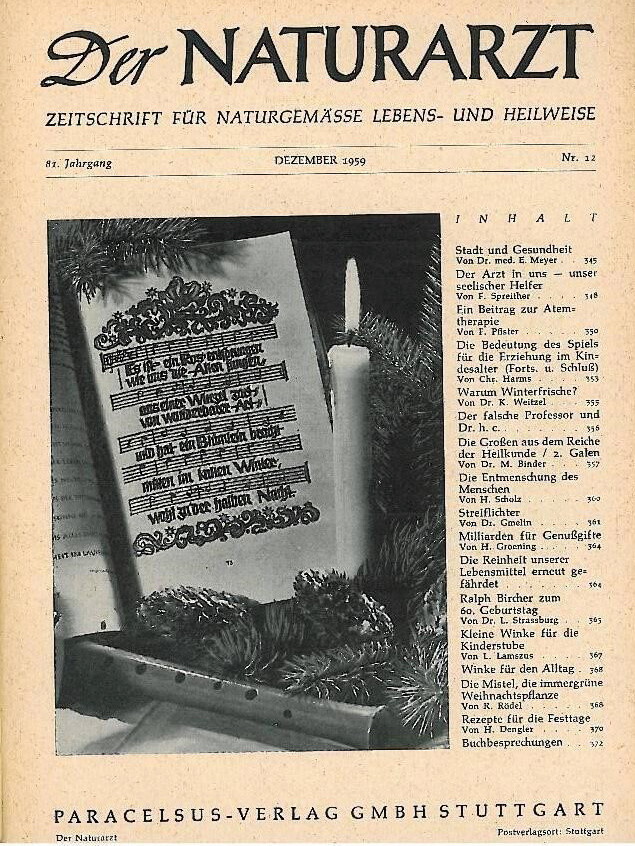 Der NATURARZT
ZEITSCHRIFT FÜR NATURGEMÄSSE LEBENS- UND HEILWEISE
81. Jahrgang DEZEMBER 1959 Nr. 12
Es ist ein Ros entsprungen
wie uns die Alten sungen,
aus einer Wurzel zart
von wunderbarer Art
und hat ein Blümlein bracht
mitten im kalten Winter,
wohl zu der halben Nacht.
INHALT
Stadt und Gesundheit
Von Dr. med. E. Meyer . . 345
Der Arzt in uns — unser
seelischer Helfer
Von F. Spreither . . . . . 348
Ein Beitrag zur Atem=
therapie
Von F. Pfister . . . . . . 350
Die Bedeutung des Spiels
für die Erziehung im Kin=
desalter (Forts. u. Schluß)
Von Chr. Harms . . . . . 353
Warum Winterfrische?
Von Dr. K. Weitzel . . . . 355
Der falsche Professor und
Dr. h. c. . . . . . . . . 356
Die Großen aus dem Reiche
der Heilkunde / 2. Galen
Von Dr. M. Binder . . . . 357
Die Entmenschung des
Menschen
Von H. Scholz . . . . . . 360
Streiflichter
Von Dr. Gmelin . . . . . 361
Milliarden für Genußgifte
Von H. Groening . . . . . 364
Die Reinheit unserer
Lebensmittel erneut ge=
fährdet . . . . . . . . . 364
Ralph Bircher zum
60. Geburtstag
Von Dr. L. Strassburg . . . 365
Kleine Winke für die
Kinderstube
Von L. Lamszus . . . . . 367
Winke für den Alltag . 368
Die Mistel, die immergrüne
Weihnachtspflanze
Von R. Rödel . . . . . . 368
Rezepte für die Festtage
Von H. Dengler . . . . . 370
Buchbesprechungen . . 372
PARACELSUS-VERLAG GMBH STUTTGART
Der Naturarzt Postverlagsort: Stuttgart